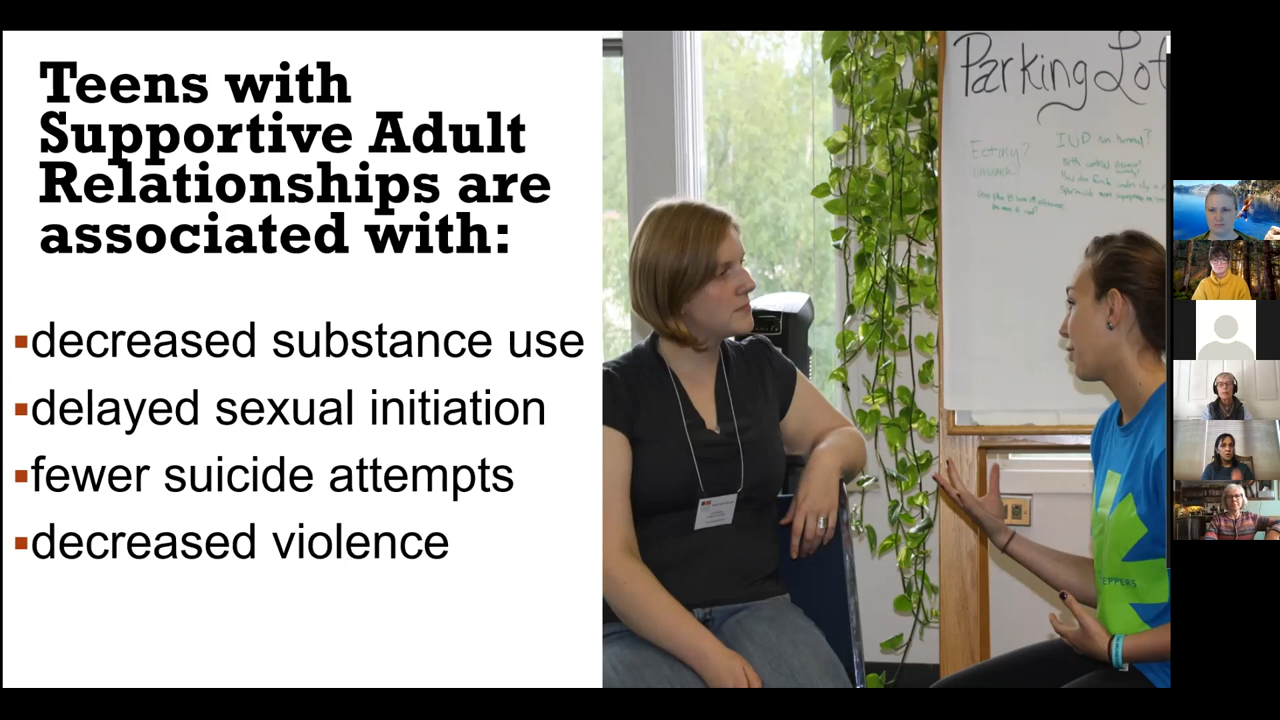 Teens with
Supportive Adult
Relationships are
associated with:
▪decreased substance use
▪delayed sexual initiation
▪fewer suicide attempts
▪decreased violence
Parking Lot
IUD
EPPERS